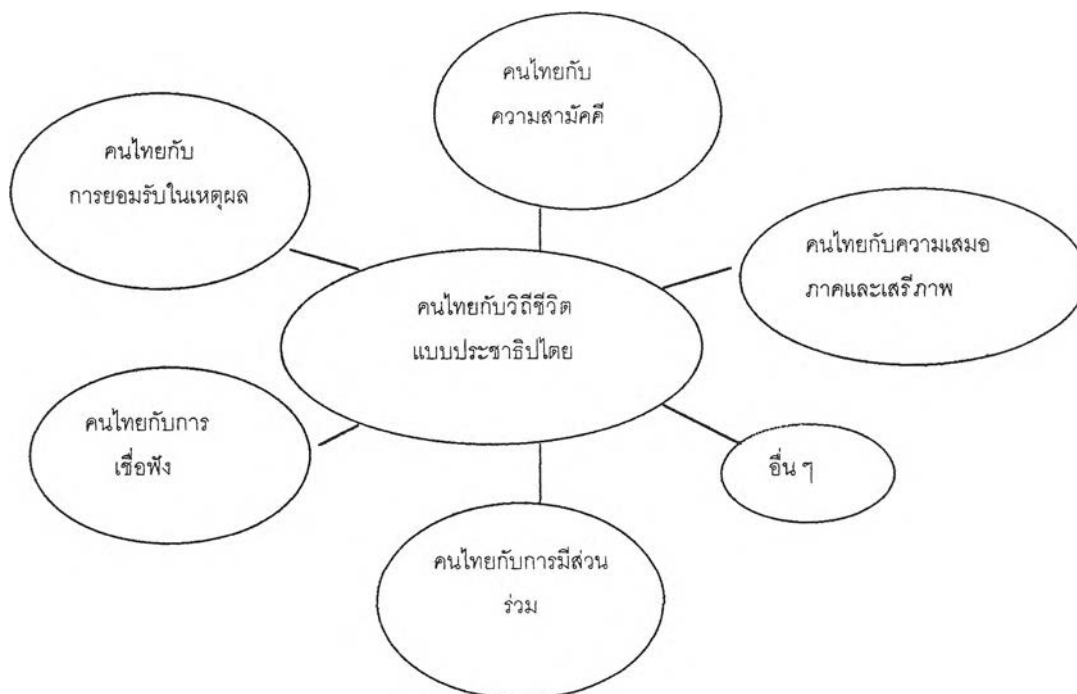 คนไทยกับ
ความสามัคคี
คนไทยกับ
การยอมรับในเหตุผล
คนไทยกับความเสมอ
ภาคและเสรีภาพ
คนไทยกับวิถีชีวิต
แบบประชาธิปไตย
คนไทยกับการ
เชื่อฟัง
อื่น ๆ
คนไทยกับการมีส่วน
ร่วม